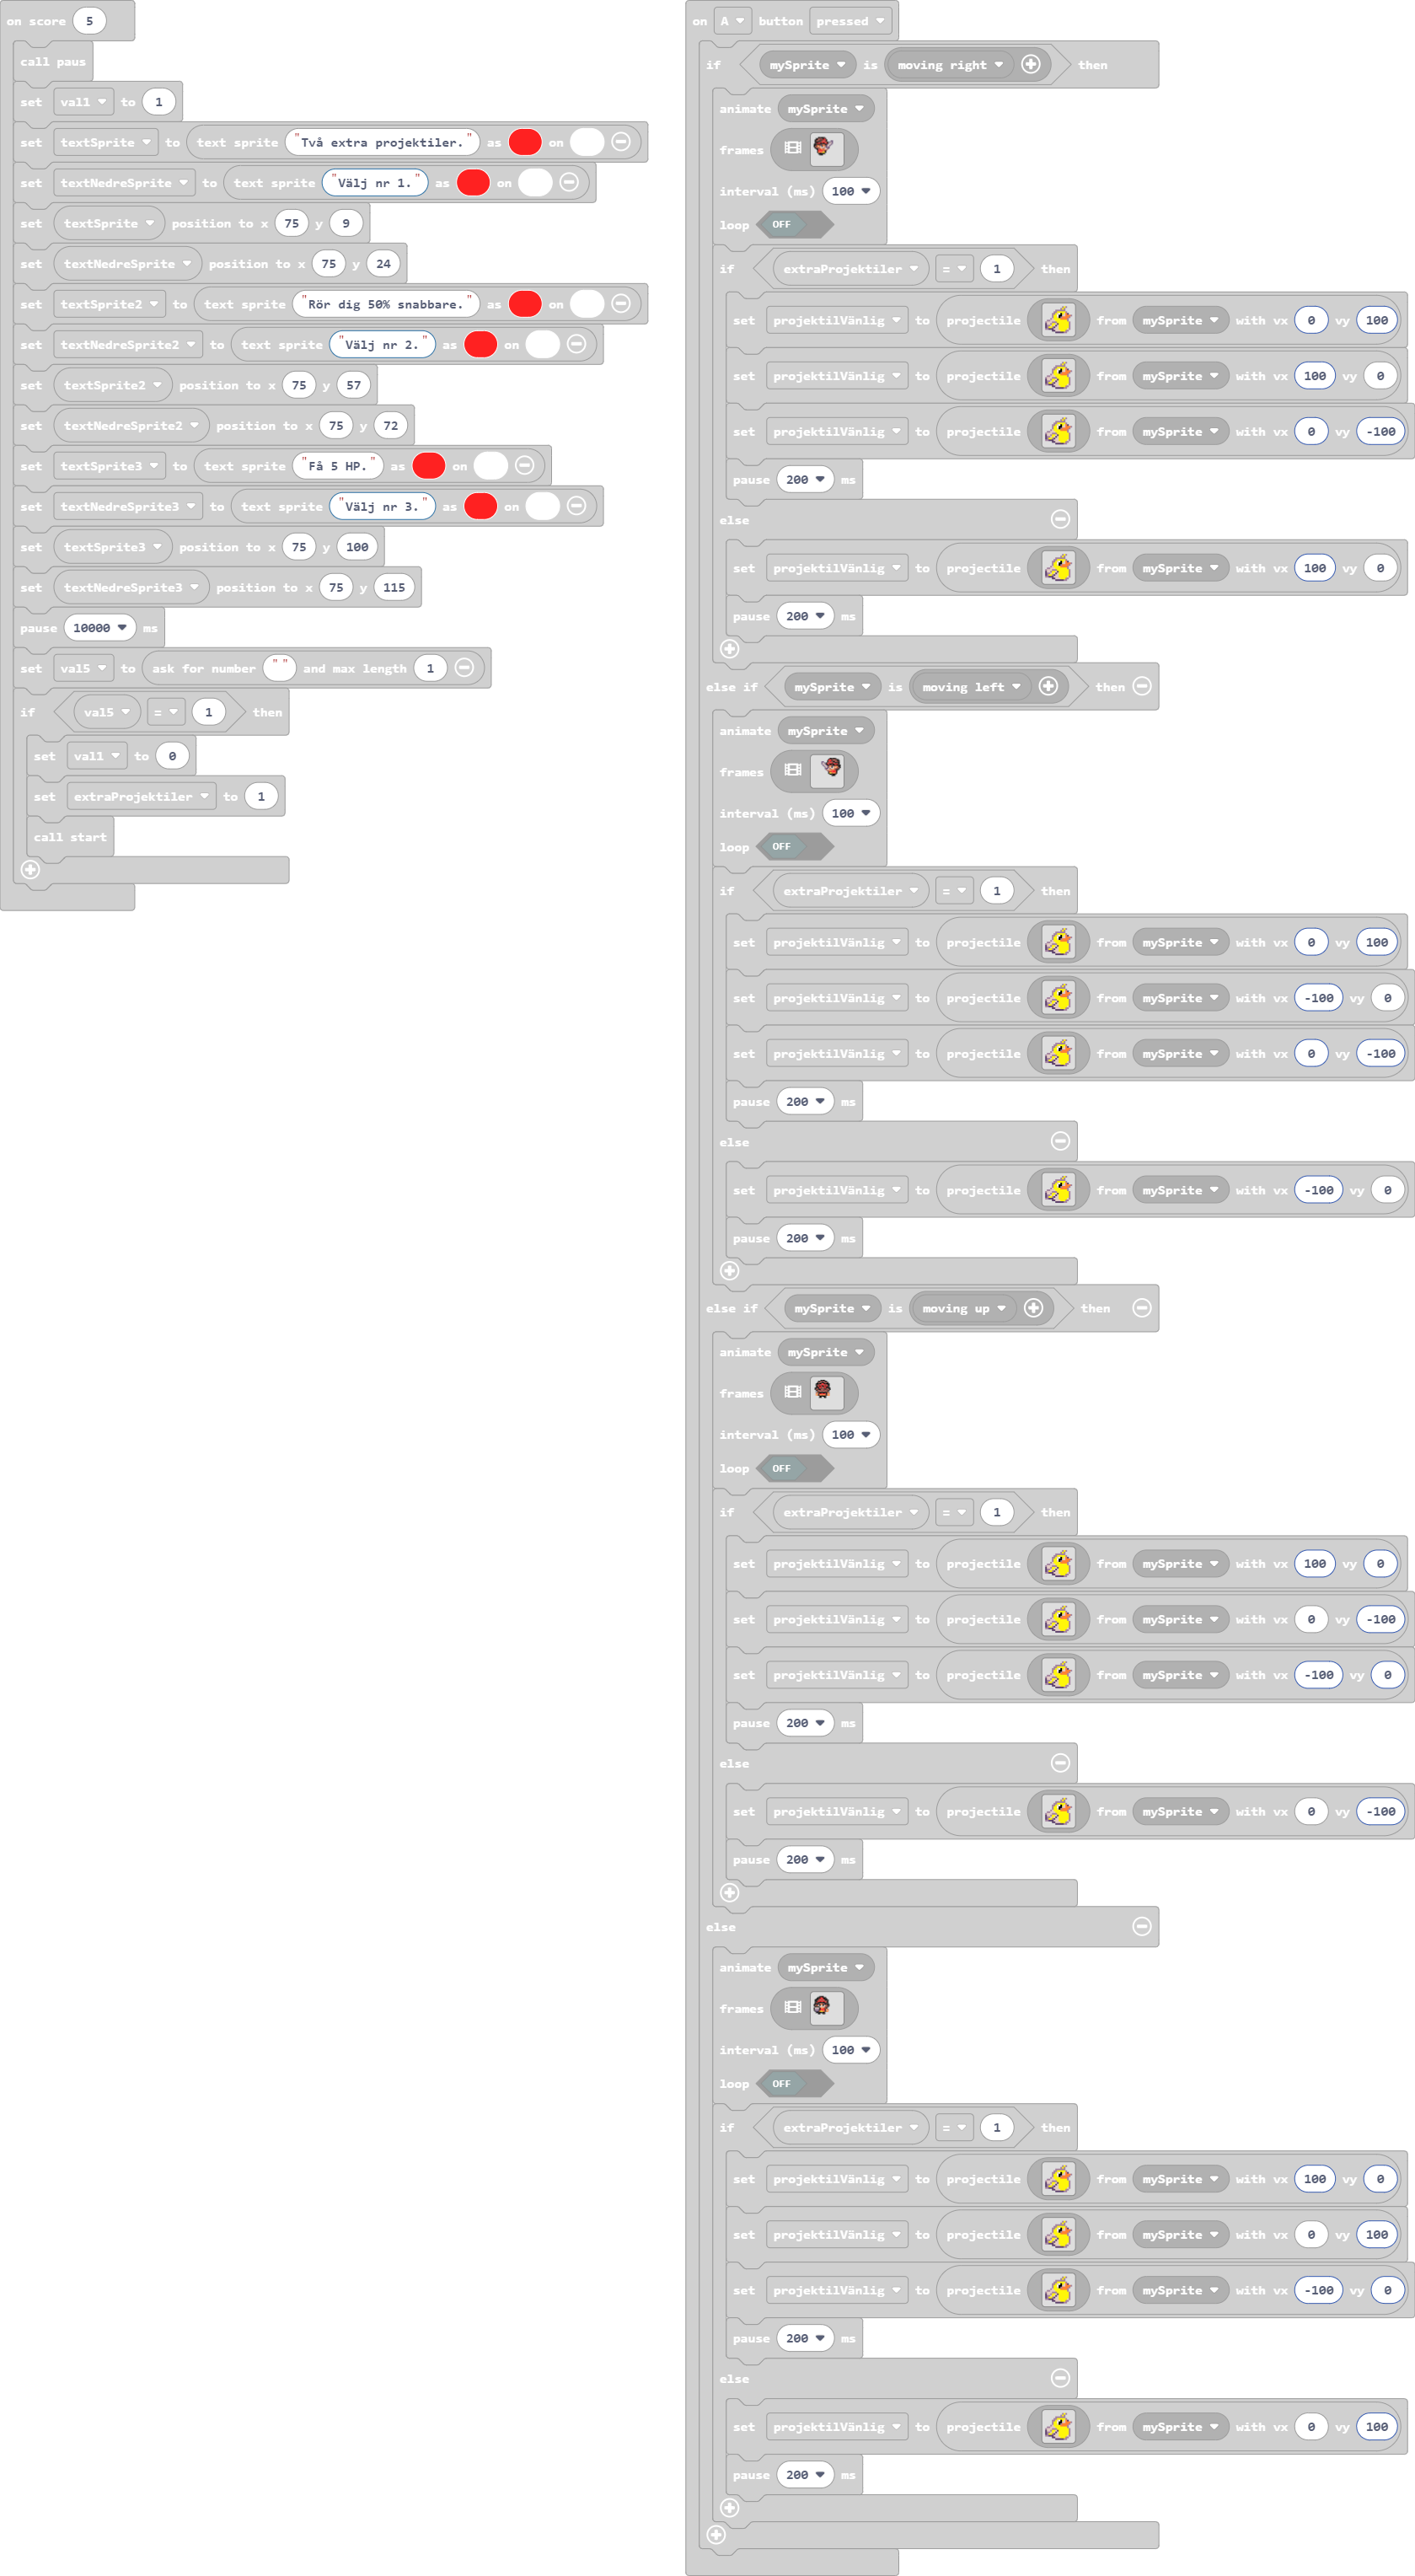 on score 5
call paus
set val1 to 1
set textSprite to text sprite "Två extra projektiler." as on
set textNedreSprite to text sprite "Välj nr 1." as on
set textSprite position to x 75 y 9
set textNedreSprite position to x 75 y 24
set textSprite2 to text sprite "Rör dig 50% snabbare." as on
set textNedreSprite2 to text sprite "Välj nr 2." as on
set textSprite2 position to x 75 y 57
set textNedreSprite2 position to x 75 y 72
set textSprite3 to text sprite "Få 5 HP." as on
set textNedreSprite3 to text sprite "Välj nr 3." as on
set textSprite3 position to x 75 y 100
set textNedreSprite3 position to x 75 y 115
pause 10000 ms
set val5 to ask for number " " and max length 1
if val5 = 1 then
set val1 to 0
set extraProjektiler to 1
call start
on A button pressed
if mySprite is moving right then
animate mySprite
frames
interval (ms) 100
loop OFF
if extraProjektiler = 1 then
set projektilVänlig to projectile from mySprite with vx 0 vy 100
set projektilVänlig to projectile from mySprite with vx 100 vy 0
set projektilVänlig to projectile from mySprite with vx 0 vy -100
pause 200 ms
else
set projektilVänlig to projectile from mySprite with vx 100 vy 0
pause 200 ms
else if mySprite is moving left then
animate mySprite
frames
interval (ms) 100
loop OFF
if extraProjektiler = 1 then
set projektilVänlig to projectile from mySprite with vx 0 vy 100
set projektilVänlig to projectile from mySprite with vx -100 vy 0
set projektilVänlig to projectile from mySprite with vx 0 vy -100
pause 200 ms
else
set projektilVänlig to projectile from mySprite with vx -100 vy 0
pause 200 ms
else if mySprite is moving up then
animate mySprite
frames
interval (ms) 100
loop OFF
if extraProjektiler = 1 then
set projektilVänlig to projectile from mySprite with vx 100 vy 0
set projektilVänlig to projectile from mySprite with vx 0 vy -100
set projektilVänlig to projectile from mySprite with vx -100 vy 0
pause 200 ms
else
set projektilVänlig to projectile from mySprite with vx 0 vy -100
pause 200 ms
else
animate mySprite
frames
interval (ms) 100
loop OFF
if extraProjektiler = 1 then
set projektilVänlig to projectile from mySprite with vx 100 vy 0
set projektilVänlig to projectile from mySprite with vx 0 vy 100
set projektilVänlig to projectile from mySprite with vx -100 vy 0
pause 200 ms
else
set projektilVänlig to projectile from mySprite with vx 0 vy 100
pause 200 ms